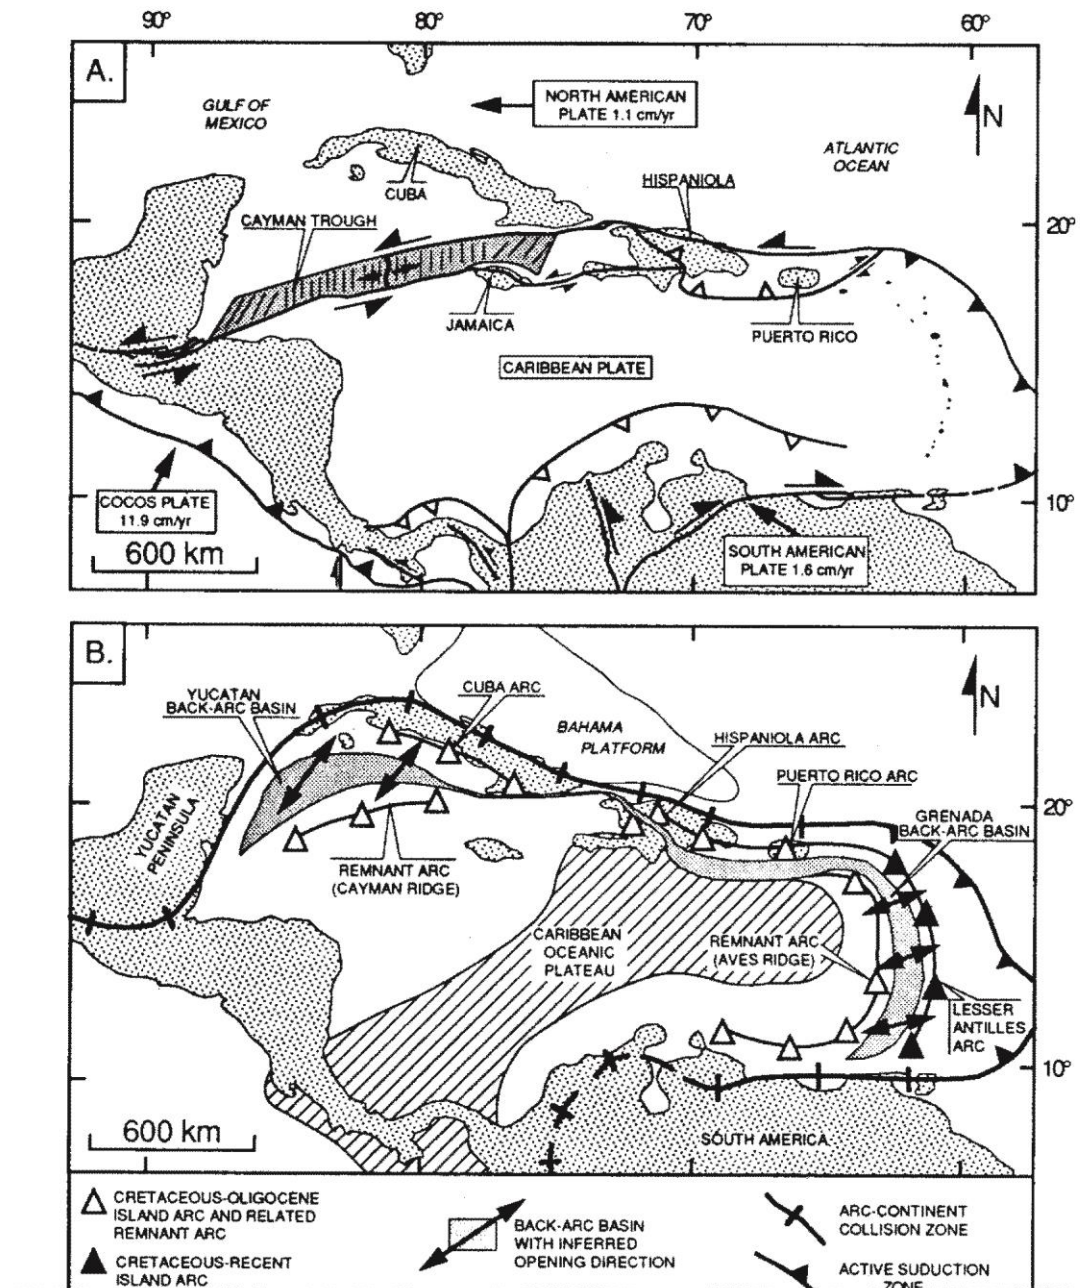 90°
80°
70°
60°
A.
GULF OF
MEXICO
NORTH AMERICAN
PLATE 1.1 cm/yr
N
ATLANTIC
OCEAN
CUBA
HISPANIOLA
CAYMAN TROUGH
20°
JAMAICA
PUERTO RICO
CARIBBEAN PLATE
COCOS PLATE
11.9 cm/yr
10°
600 km
SOUTH AMERICAN
PLATE 1.6 cm/yr
B.
YUCATAN
BACK-ARC BASIN
CUBA ARC
N
BAHAMA
PLATFORM
HISPANIOLA ARC
PUERTO RICO ARC
20°
GRENADA
BACK-ARC BASIN
YUCATAN
PENINSULA
REMNANT ARC
(CAYMAN RIDGE)
CARIBBEAN
OCEANIC
PLATEAU
REMNANT ARC
(AVES RIDGE)
LESSER
ANTILLES
ARC
10°
600 km
SOUTH AMERICA
CRETACEOUS-OLIGOCENE
ISLAND ARC AND RELATED
REMNANT ARC
CRETACEOUS-RECENT
ISLAND ARC
BACK-ARC BASIN
WITH INFERRED
OPENING DIRECTION
ARC-CONTINENT
COLLISION ZONE
ACTIVE SUDUCTION
ZONE